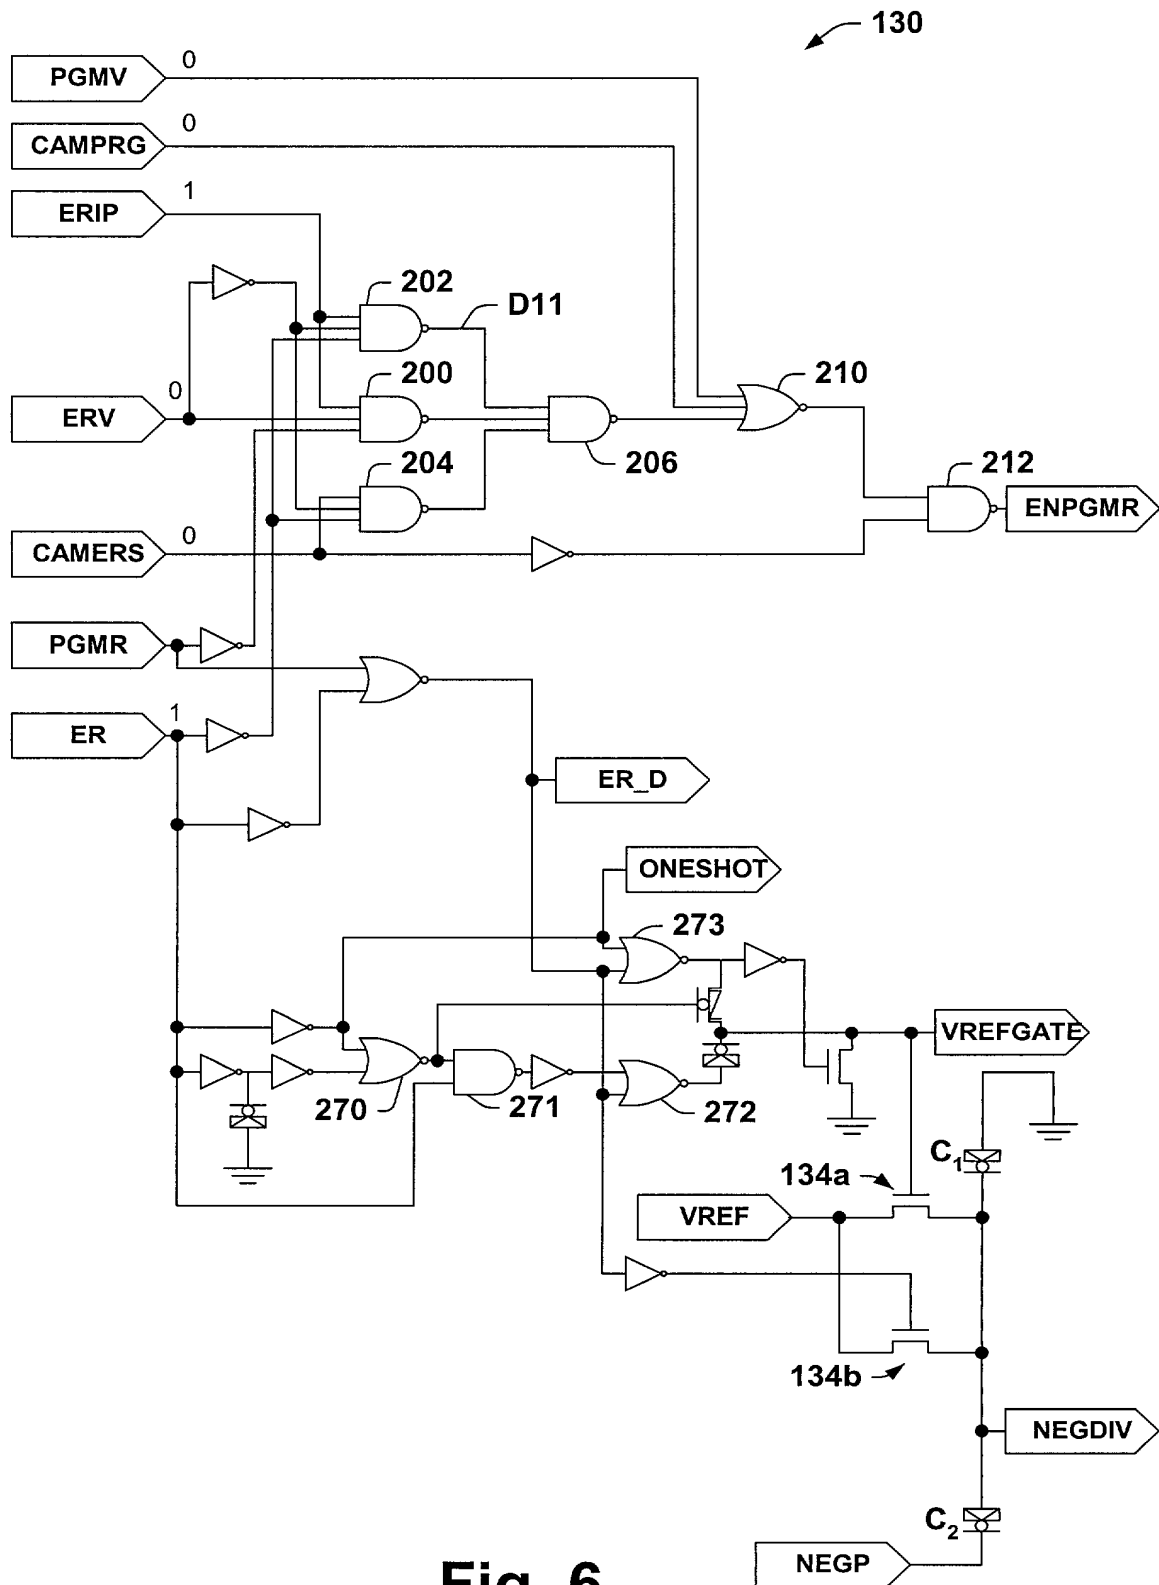 130
PGMV 0
CAMPRG 0
ERIP 1
202
D11
200
210
ERV 0
206
204
212
ENPGMR
CAMERS 0
PGMR
ER 1
ER_D
ONESHOT
273
VREFGATE
270
271
272
C1
134a
VREF
134b
NEGDIV
C2
NEGP
Fig. 6